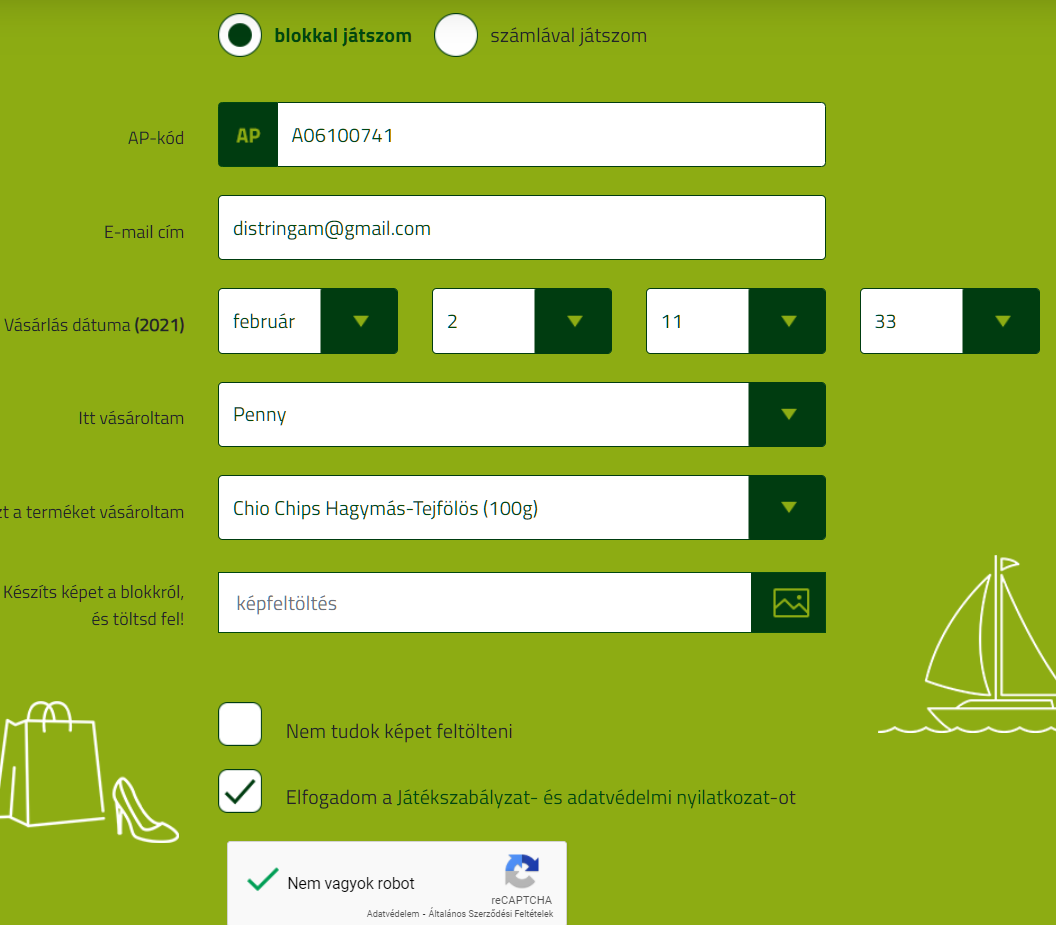 blokkal játszom számlával játszom
AP-kód AP A06100741
E-mail cím distringam@gmail.com
Vásárlás dátuma (2021) február 2 11 33
Itt vásároltam Penny
zt a terméket vásároltam Chio Chips Hagymás-Tejfölös (100g)
Készíts képet a blokkról,
és töltsd fel! képfeltöltés
Nem tudok képet feltölteni
Elfogadom a Játékszabályzat- és adatvédelmi nyilatkozat-ot
Nem vagyok robot
reCAPTCHA
Adatvédelem - Általános Szerződési Feltételek